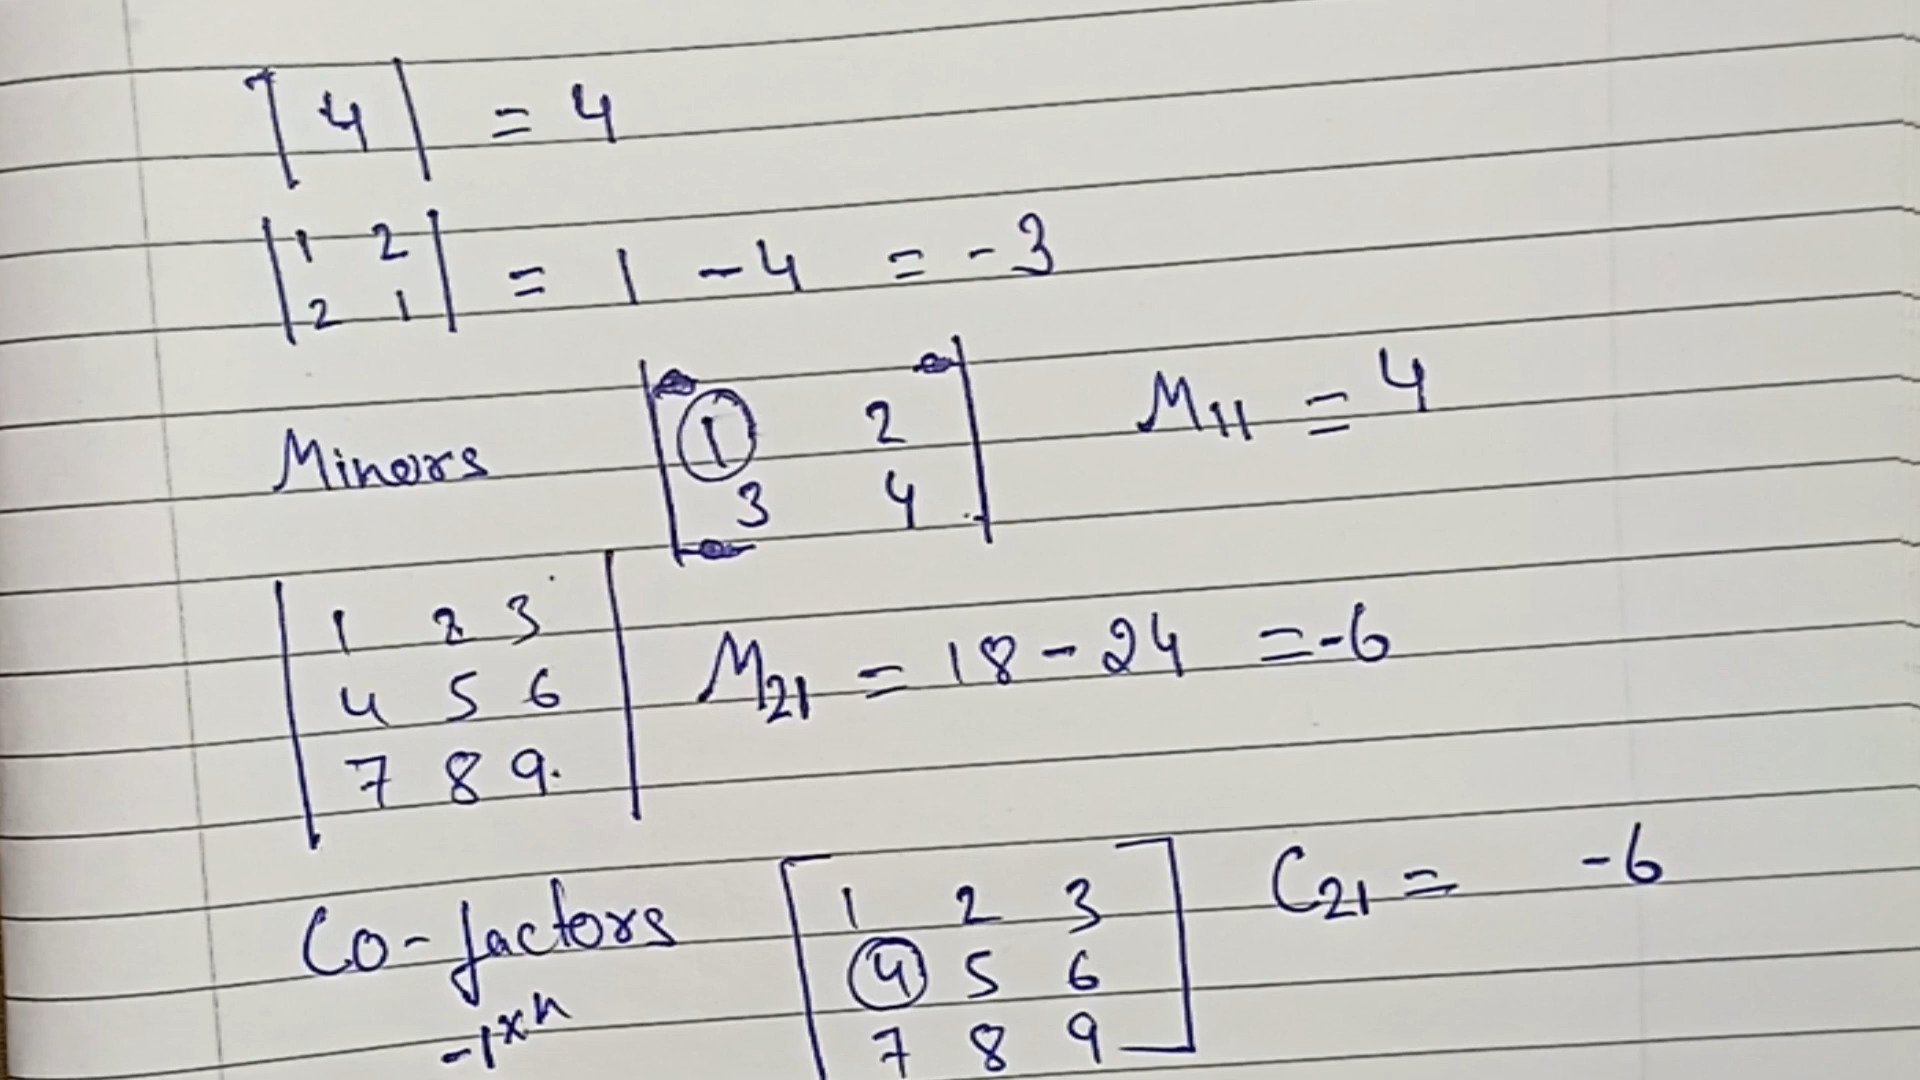 |4| = 4
|1 2| = 1 - 4 = -3
|2 1|
Minors |1 2| M11 = 4
|3 4|
|1 2 3|
|4 5 6| M21 = 18 - 24 = -6
|7 8 9|
Co-factors [1 2 3] C21 = -6
-1^xn [4 5 6]
[7 8 9]